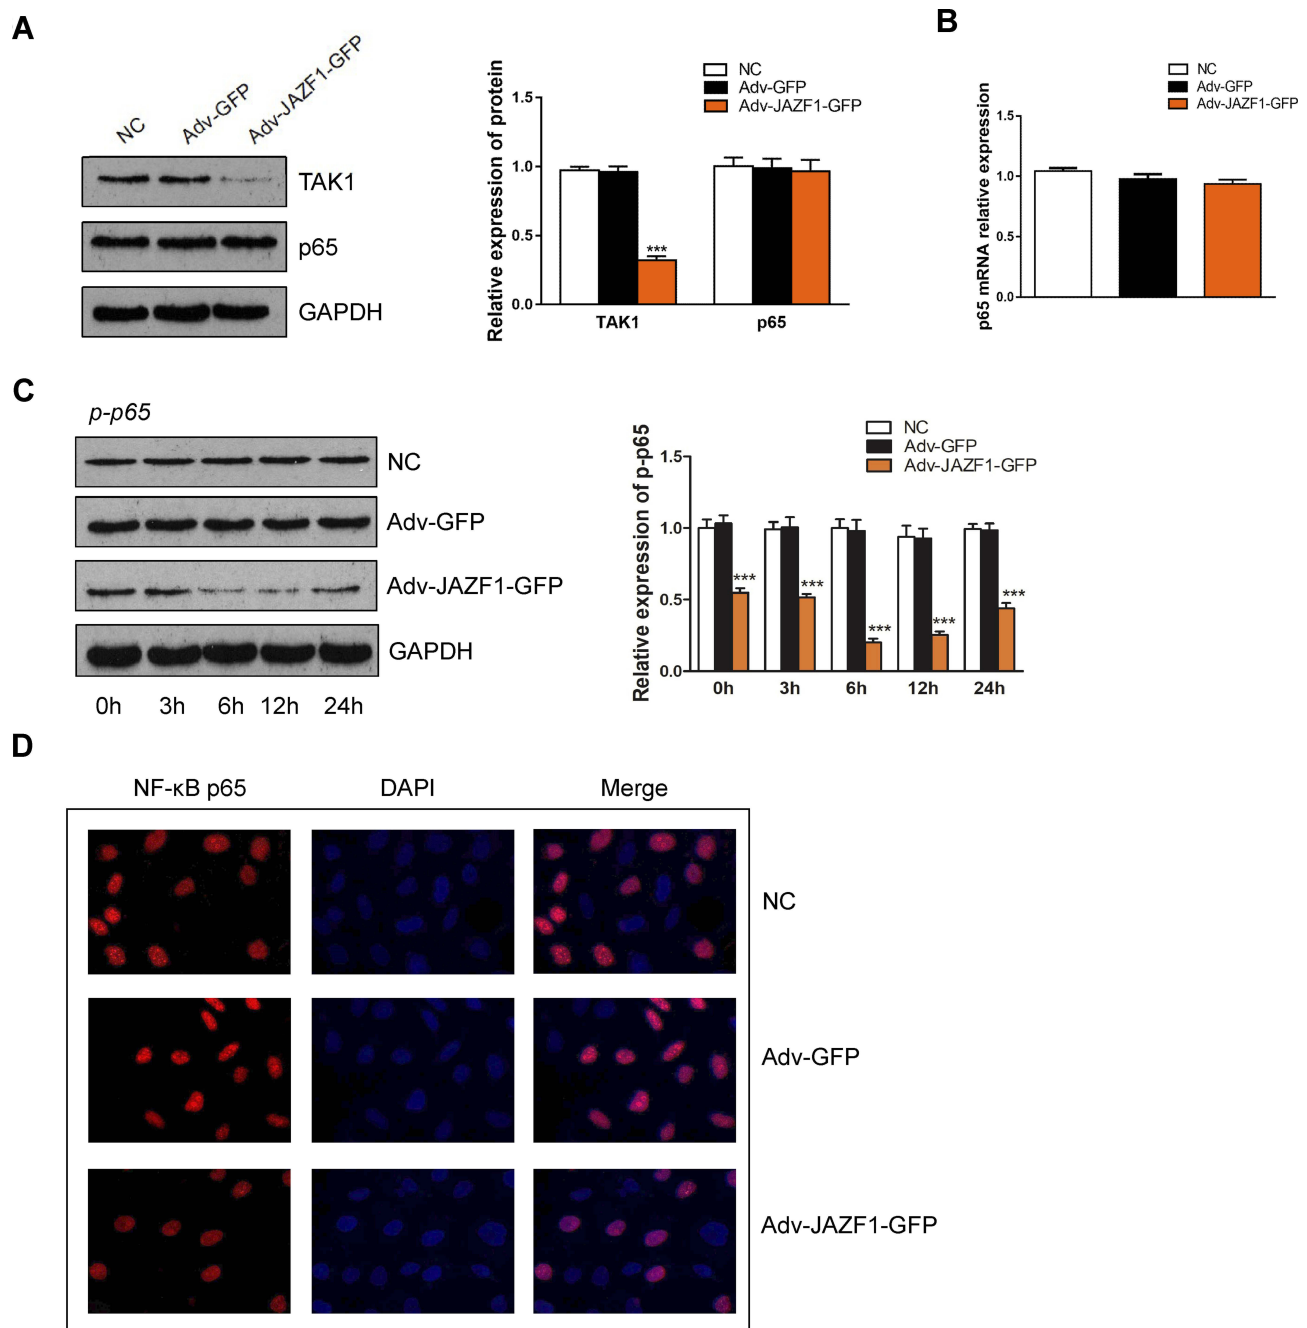 A
NC
Adv-GFP
Adv-JAZF1-GFP
TAK1
p65
GAPDH
Relative expression of protein
1.5
1.0
0.5
0.0
NC
Adv-GFP
Adv-JAZF1-GFP
***
TAK1
p65
B
p65 mRNA relative expression
1.5
1.0
0.5
0.0
NC
Adv-GFP
Adv-JAZF1-GFP
C
p-p65
NC
Adv-GFP
Adv-JAZF1-GFP
GAPDH
0h 3h 6h 12h 24h
Relative expression of p-p65
1.5
1.0
0.5
0.0
NC
Adv-GFP
Adv-JAZF1-GFP
*** *** *** *** ***
0h 3h 6h 12h 24h
D
NF-κB p65 DAPI Merge
NC
Adv-GFP
Adv-JAZF1-GFP